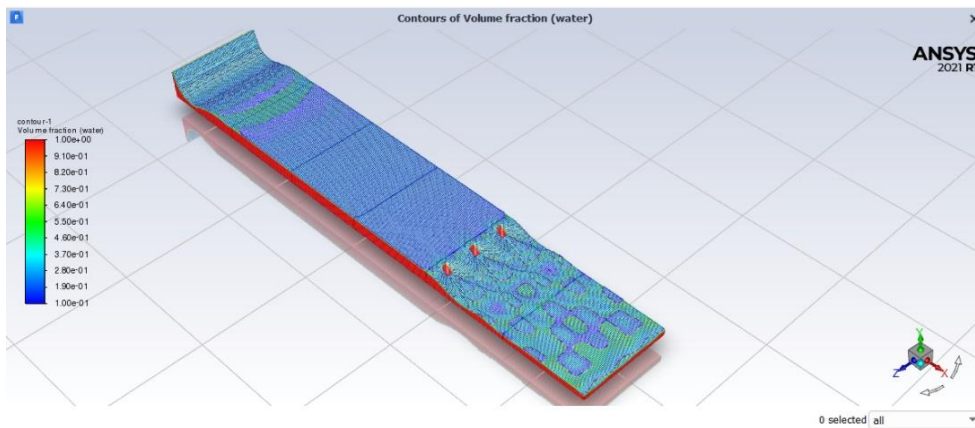 Contours of Volume fraction (water)
ANSYS
2021 R1
contour-1
Volume fraction (water)
1.00e+00
9.10e-01
8.20e-01
7.30e-01
6.40e-01
5.50e-01
4.60e-01
3.70e-01
2.80e-01
1.90e-01
1.00e-01
Y
Z
X
0 selected
all